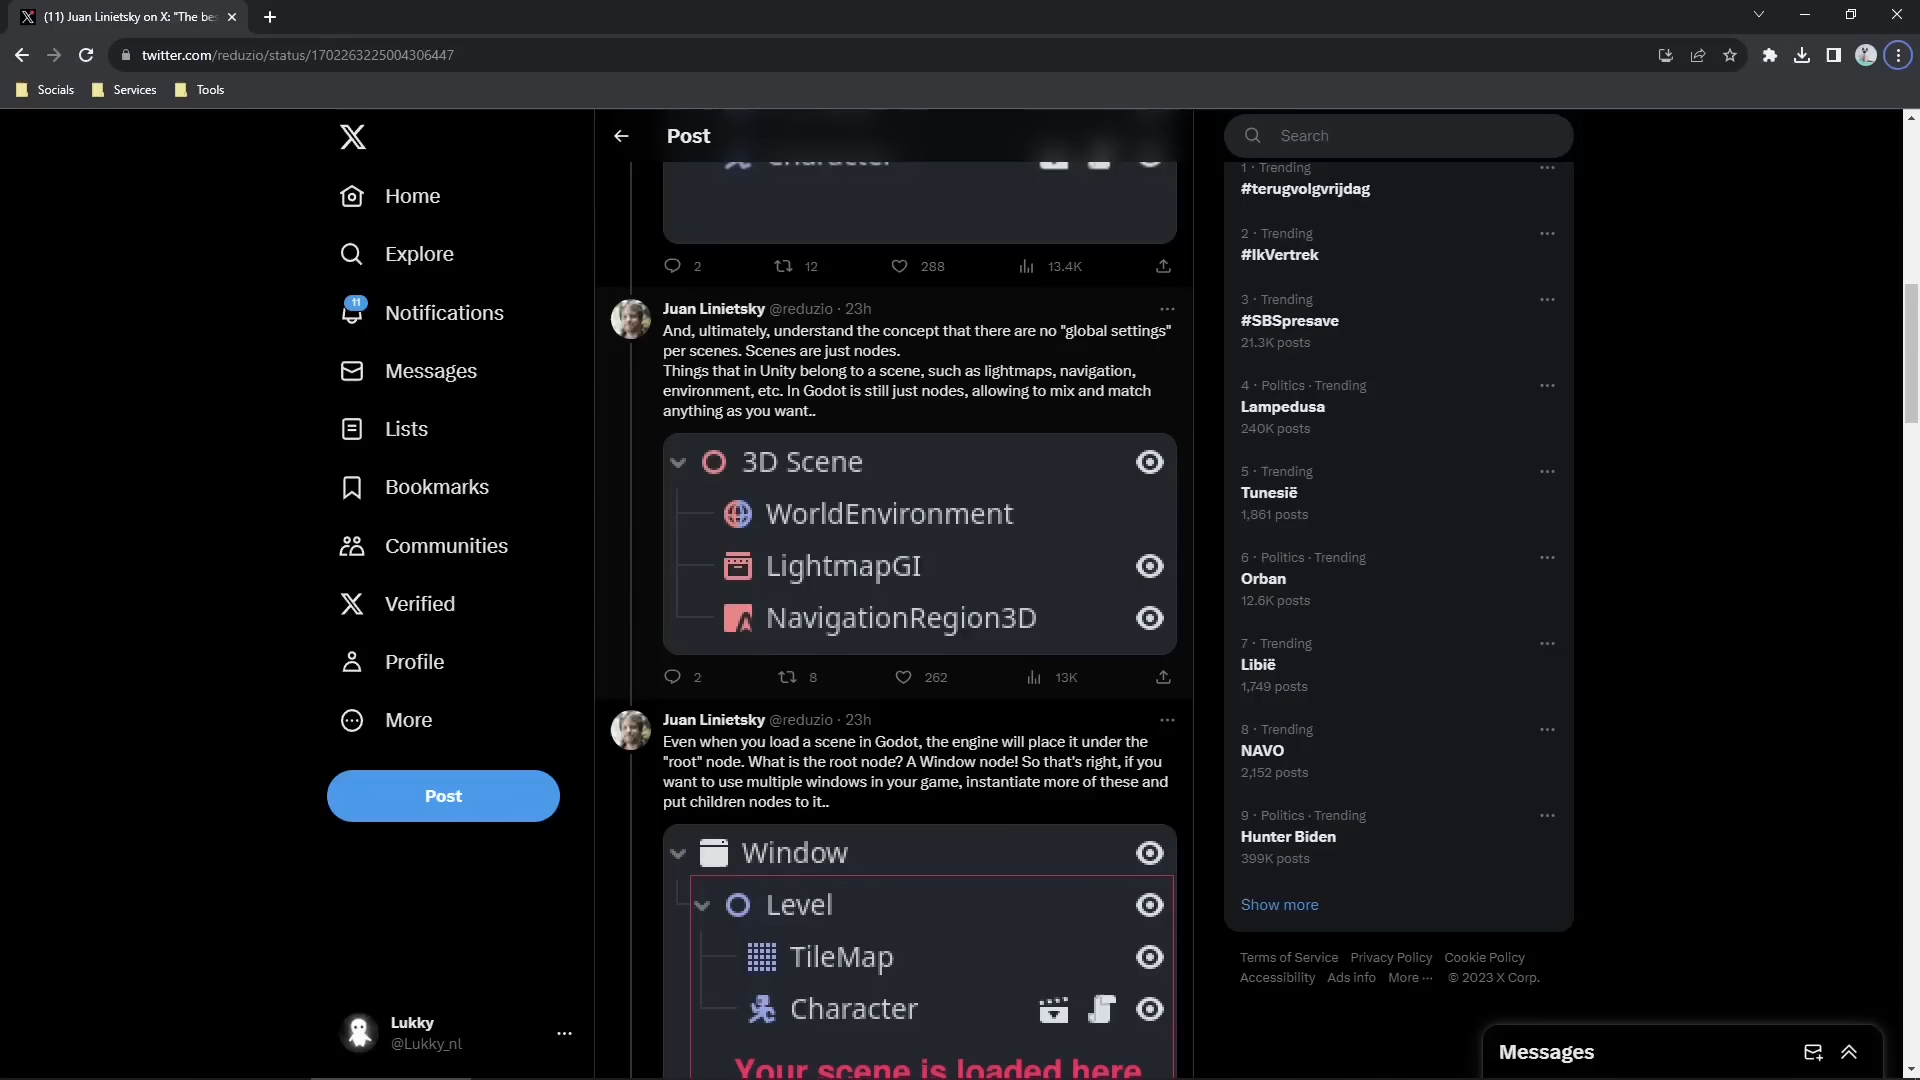 (11) Juan Linietsky on X: "The bes
twitter.com/reduzio/status/1702263225004306447
Socials
Services
Tools
Home
Explore
11
Notifications
Messages
Lists
Bookmarks
Communities
Verified
Profile
More
Post
Lukky
@Lukky_nl
Post
Character
2 12 288 13.4K
Juan Linietsky @reduzio · 23h
And, ultimately, understand the concept that there are no "global settings"
per scenes. Scenes are just nodes.
Things that in Unity belong to a scene, such as lightmaps, navigation,
environment, etc. In Godot is still just nodes, allowing to mix and match
anything as you want..
3D Scene
WorldEnvironment
LightmapGI
NavigationRegion3D
2 8 262 13K
Juan Linietsky @reduzio · 23h
Even when you load a scene in Godot, the engine will place it under the
"root" node. What is the root node? A Window node! So that's right, if you
want to use multiple windows in your game, instantiate more of these and
put children nodes to it..
Window
Level
TileMap
Character
Your scene is loaded here
Search
1 · Trending
#terugvolgvrijdag
2 · Trending
#IkVertrek
3 · Trending
#SBSpresave
21.3K posts
4 · Politics · Trending
Lampedusa
240K posts
5 · Trending
Tunesië
1,861 posts
6 · Politics · Trending
Orban
12.6K posts
7 · Trending
Libië
1,749 posts
8 · Trending
NAVO
2,152 posts
9 · Politics · Trending
Hunter Biden
399K posts
Show more
Terms of Service Privacy Policy Cookie Policy
Accessibility Ads info More ··· © 2023 X Corp.
Messages